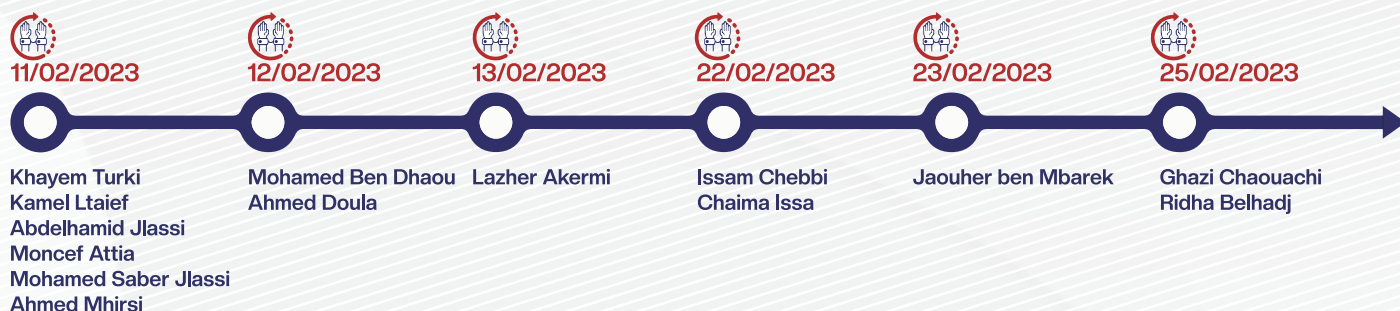 11/02/2023
Khayem Turki
Kamel Ltaief
Abdelhamid Jlassi
Moncef Attia
Mohamed Saber Jlassi
Ahmed Mhirsi
12/02/2023
Mohamed Ben Dhaou
Ahmed Doula
13/02/2023
Lazher Akermi
22/02/2023
Issam Chebbi
Chaima Issa
23/02/2023
Jaouher ben Mbarek
25/02/2023
Ghazi Chaouachi
Ridha Belhadj